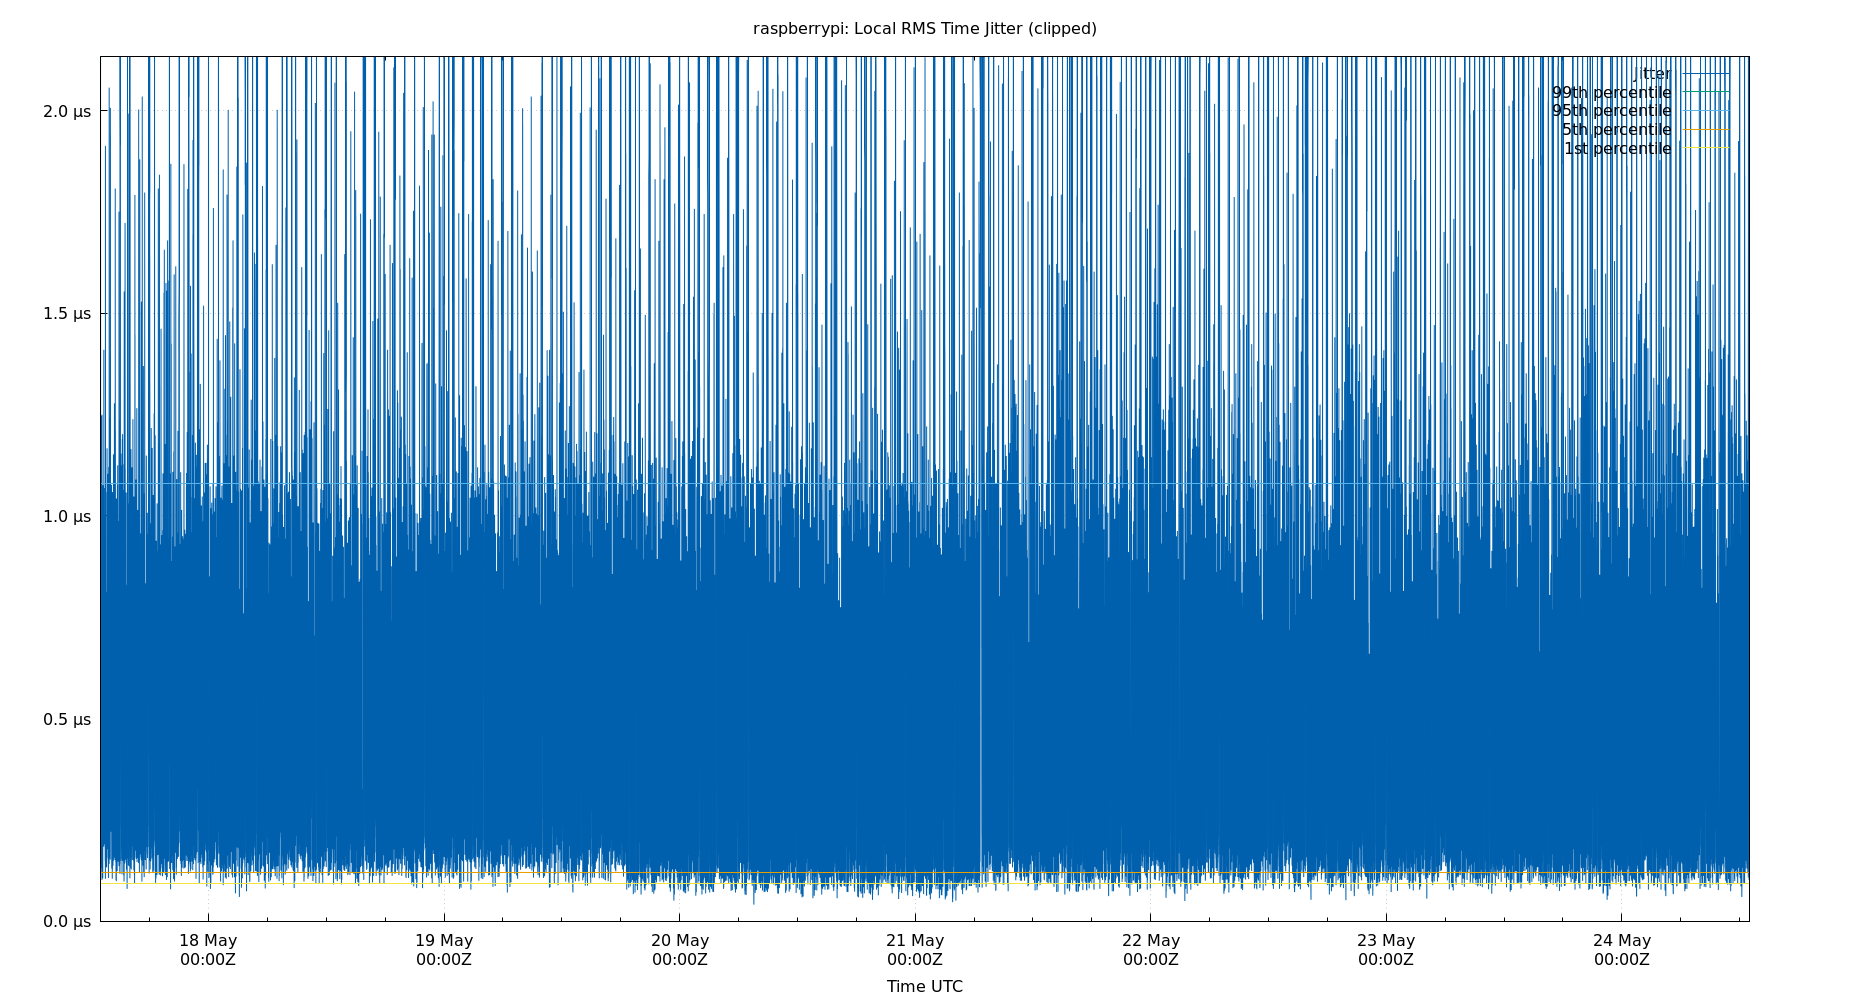 raspberrypi: Local RMS Time Jitter (clipped)
Jitter
99th percentile
95th percentile
5th percentile
1st percentile
2.0 µs
1.5 µs
1.0 µs
0.5 µs
0.0 µs
18 May 19 May 20 May 21 May 22 May 23 May 24 May
00:00Z 00:00Z 00:00Z 00:00Z 00:00Z 00:00Z 00:00Z
Time UTC